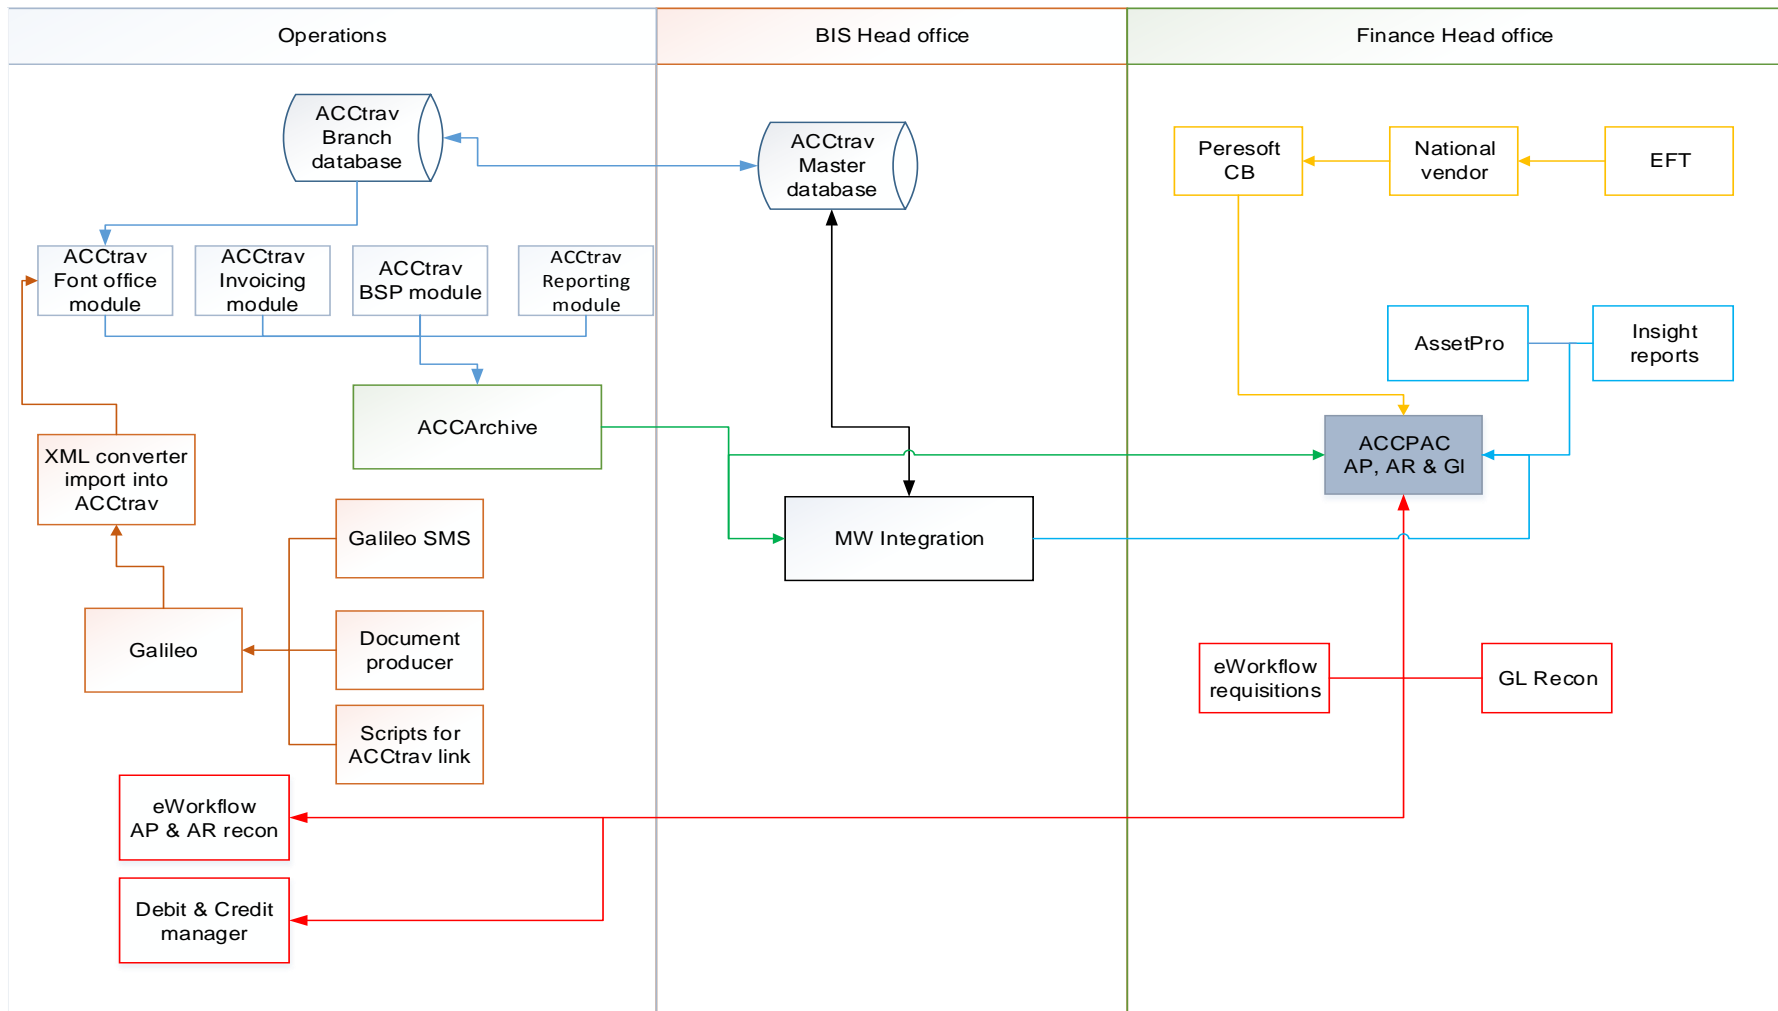 Operations
BIS Head office
Finance Head office
ACCtrav
Branch
database
ACCtrav
Master
database
Peresoft
CB
National
vendor
EFT
ACCtrav
Font office
module
ACCtrav
Invoicing
module
ACCtrav
BSP module
ACCtrav
Reporting
module
AssetPro
Insight
reports
ACCArchive
ACCPAC
AP, AR & GI
XML converter
import into
ACCtrav
Galileo SMS
MW Integration
Galileo
Document
producer
eWorkflow
requisitions
GL Recon
Scripts for
ACCtrav link
eWorkflow
AP & AR recon
Debit & Credit
manager